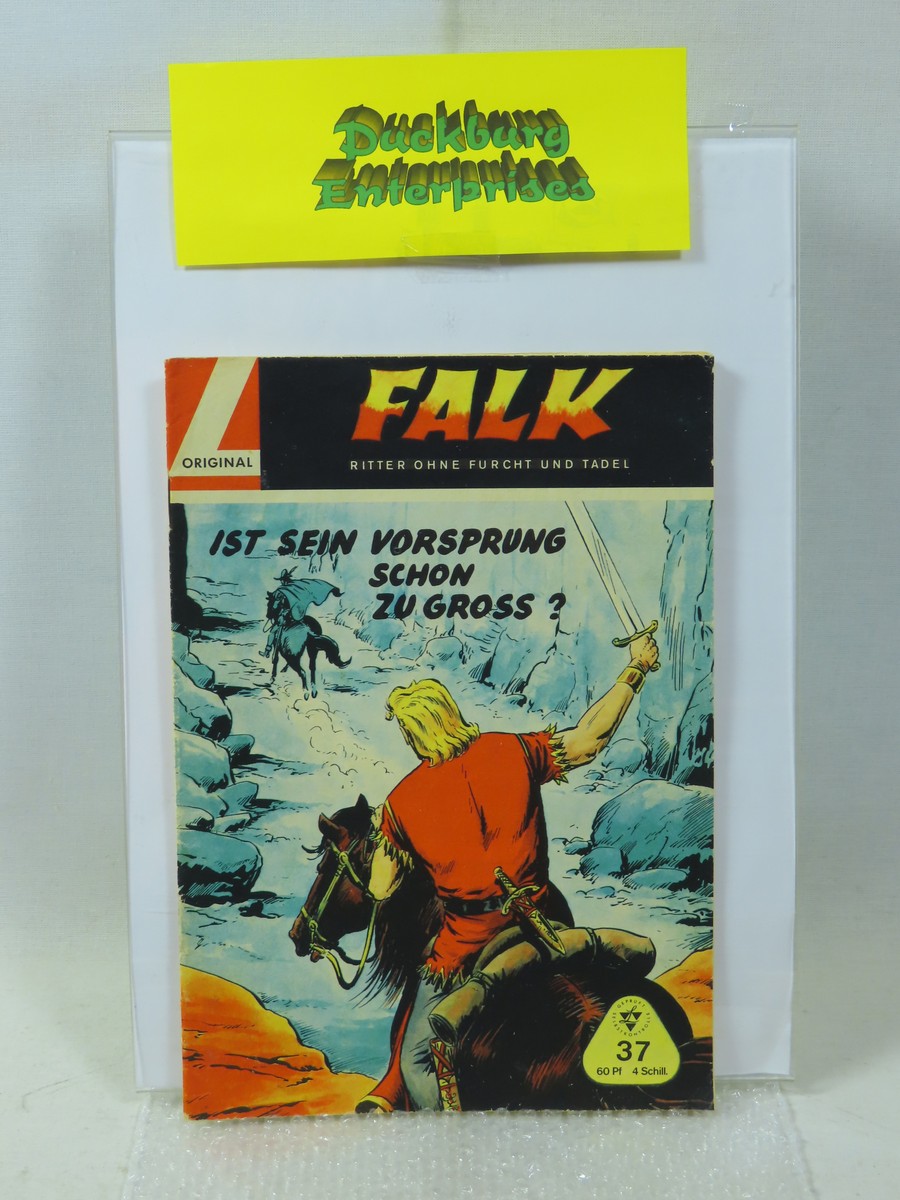 Duckburg
Enterprises
ORIGINAL
FALK
RITTER OHNE FURCHT UND TADEL
IST SEIN VORSPRUNG
SCHON
ZU GROSS ?
37
60 Pf 4 Schill.